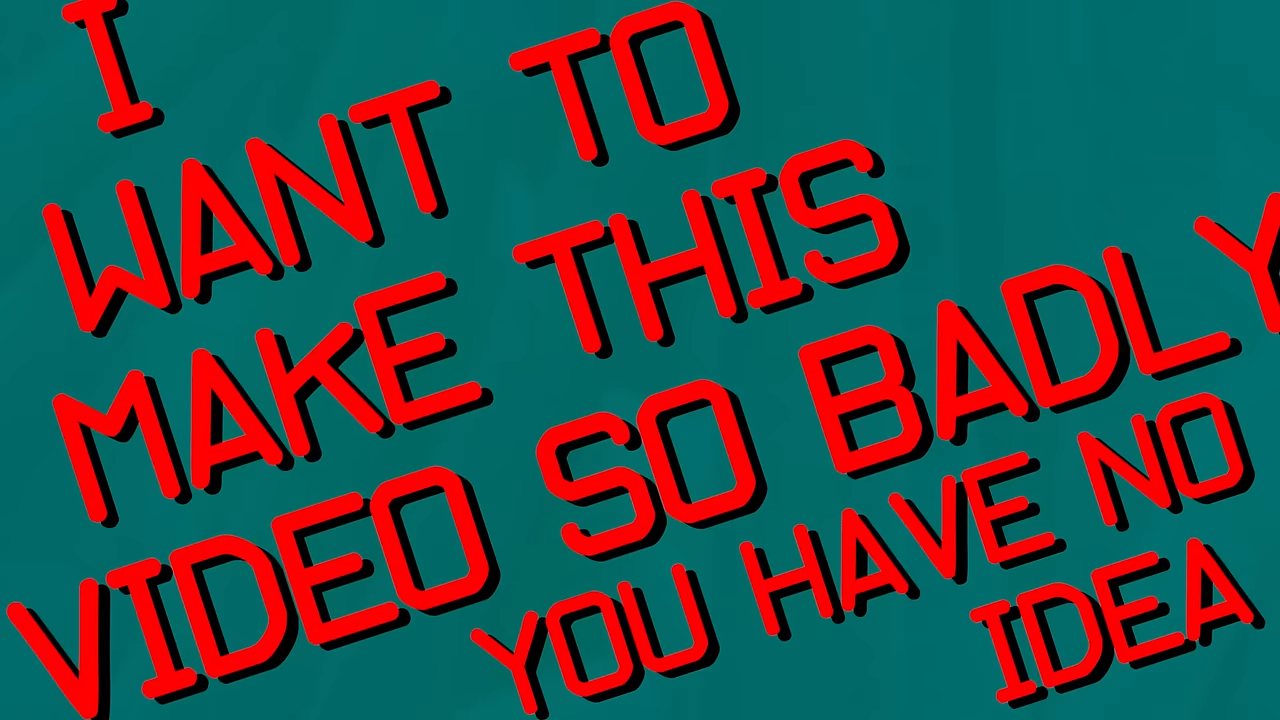 I
WANT TO
MAKE THIS
VIDEO SO BADLY
YOU HAVE NO
IDEA